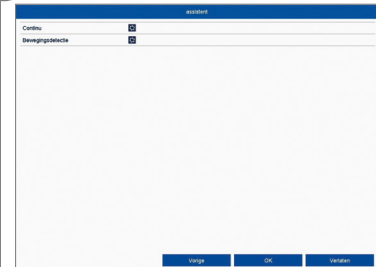 assistent
Continu
Bewegingsdetectie
Vorige
OK
Verlaten